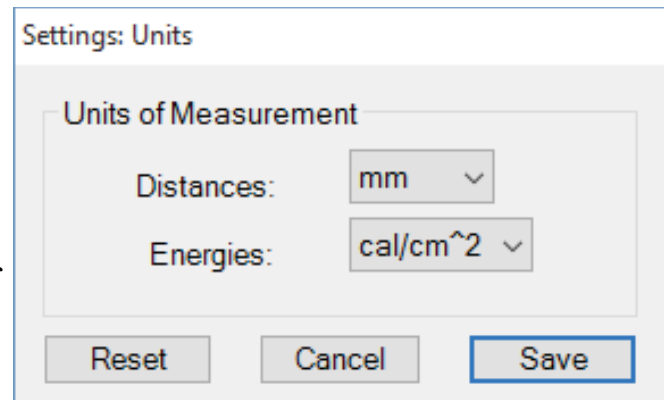 Settings: Units
Units of Measurement
Distances: mm
Energies: cal/cm^2
Reset Cancel Save